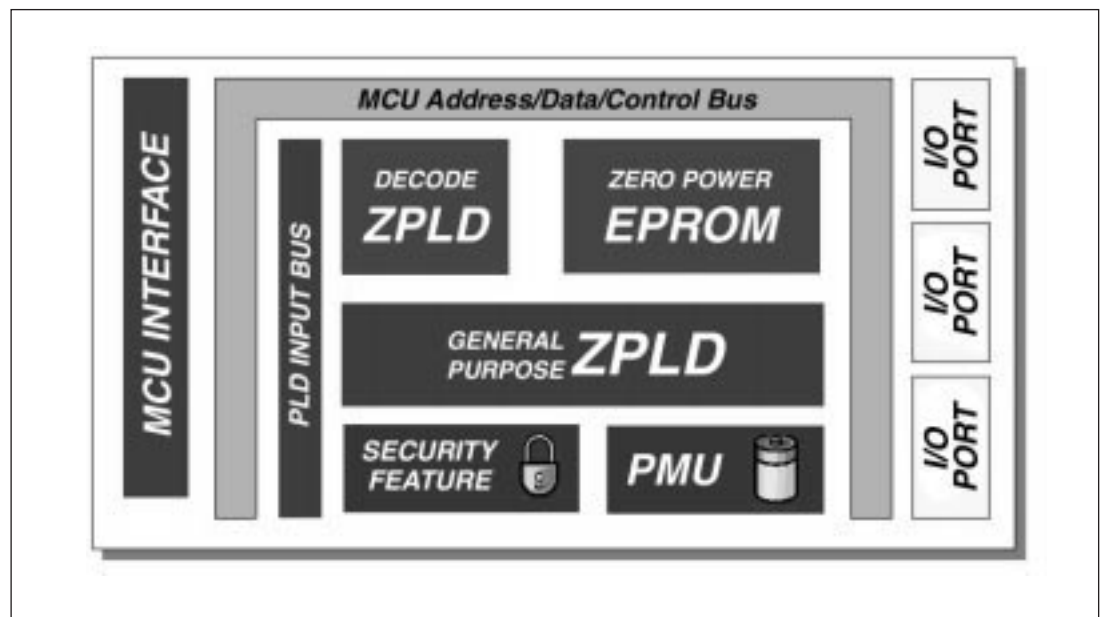 MCU INTERFACE
MCU Address/Data/Control Bus
PLD INPUT BUS
DECODE
ZPLD
ZERO POWER
EPROM
GENERAL
PURPOSE
ZPLD
SECURITY
FEATURE
PMU
I/O
PORT
I/O
PORT
I/O
PORT